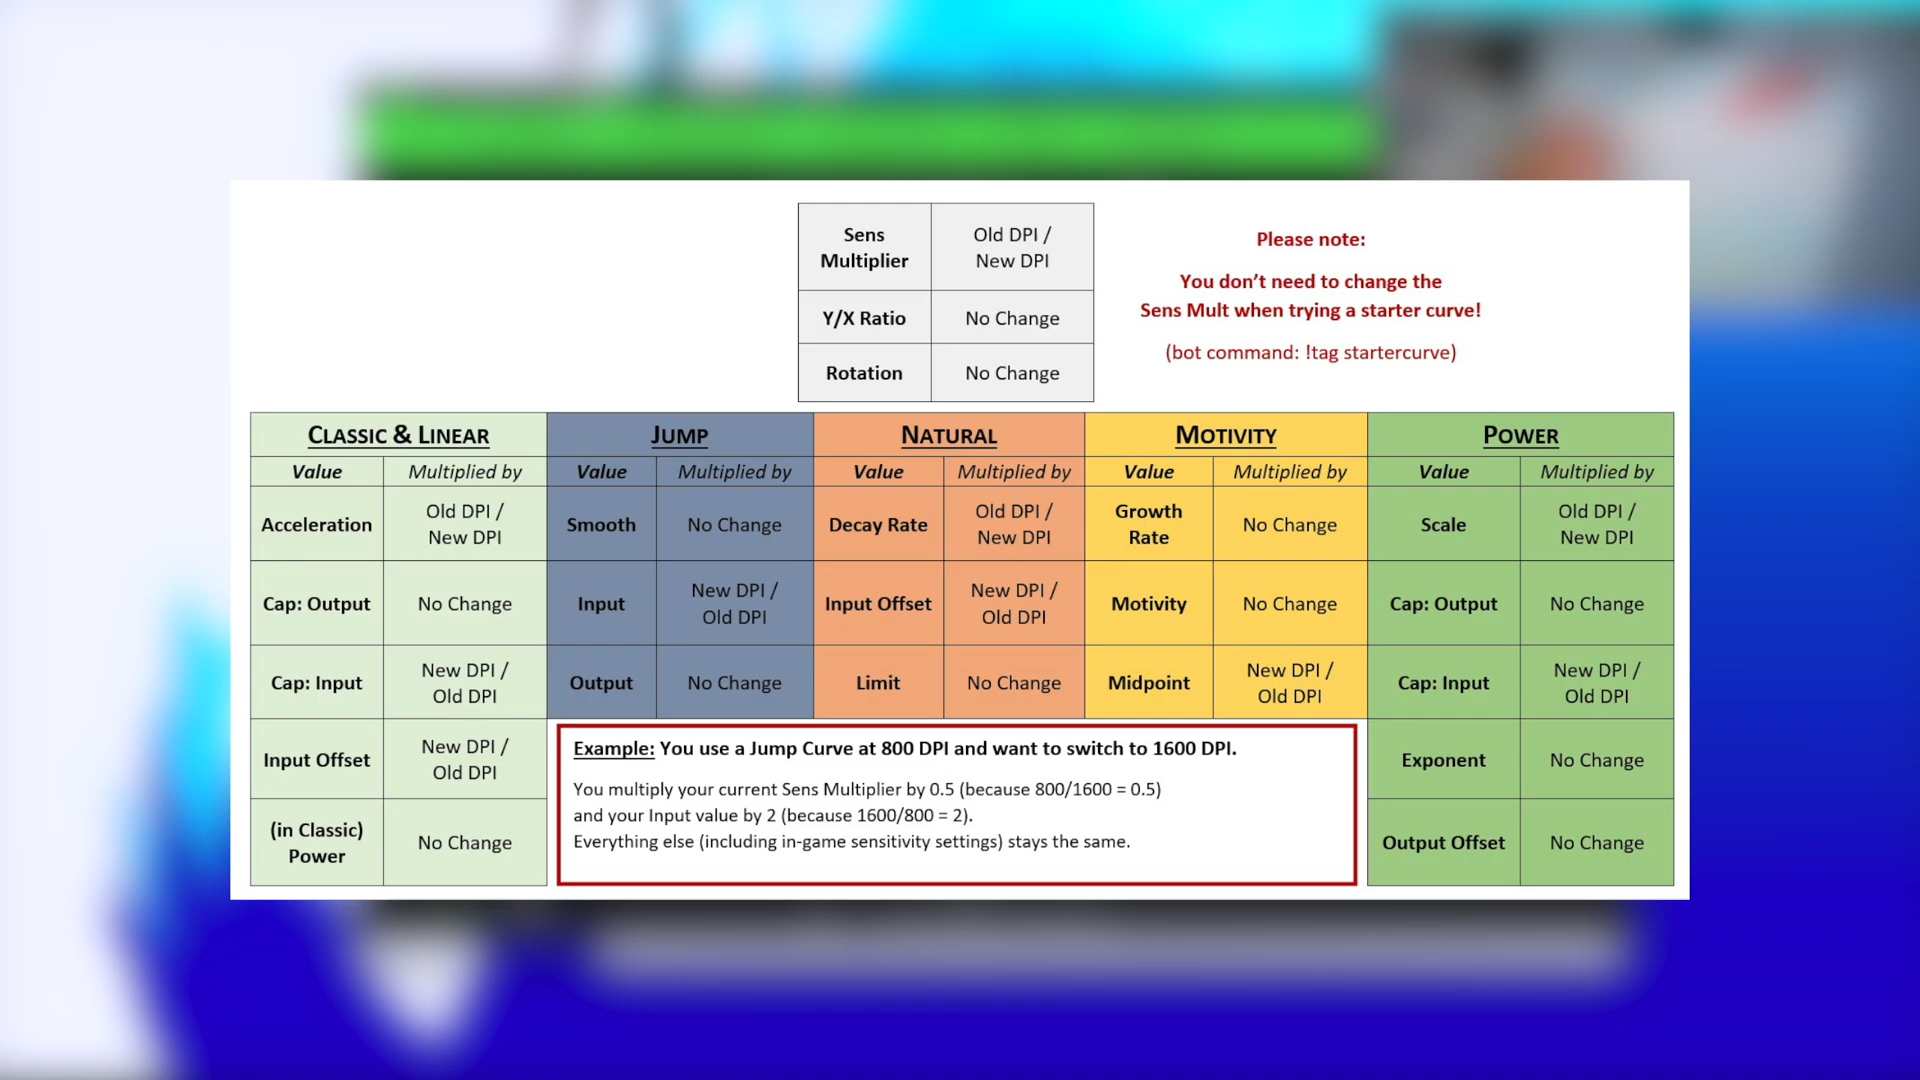 Sens
Multiplier
Old DPI /
New DPI
Y/X Ratio
No Change
Rotation
No Change
Please note:
You don’t need to change the
Sens Mult when trying a starter curve!
(bot command: !tag startercurve)
CLASSIC & LINEAR
Value
Multiplied by
Acceleration
Old DPI /
New DPI
Cap: Output
No Change
Cap: Input
New DPI /
Old DPI
Input Offset
New DPI /
Old DPI
(in Classic)
Power
No Change
JUMP
Value
Multiplied by
Smooth
No Change
Input
New DPI /
Old DPI
Output
No Change
NATURAL
Value
Multiplied by
Decay Rate
Old DPI /
New DPI
Input Offset
New DPI /
Old DPI
Limit
No Change
MOTIVITY
Value
Multiplied by
Growth
Rate
No Change
Motivity
No Change
Midpoint
New DPI /
Old DPI
POWER
Value
Multiplied by
Scale
Old DPI /
New DPI
Cap: Output
No Change
Cap: Input
New DPI /
Old DPI
Exponent
No Change
Output Offset
No Change
Example: You use a Jump Curve at 800 DPI and want to switch to 1600 DPI.
You multiply your current Sens Multiplier by 0.5 (because 800/1600 = 0.5)
and your Input value by 2 (because 1600/800 = 2).
Everything else (including in-game sensitivity settings) stays the same.